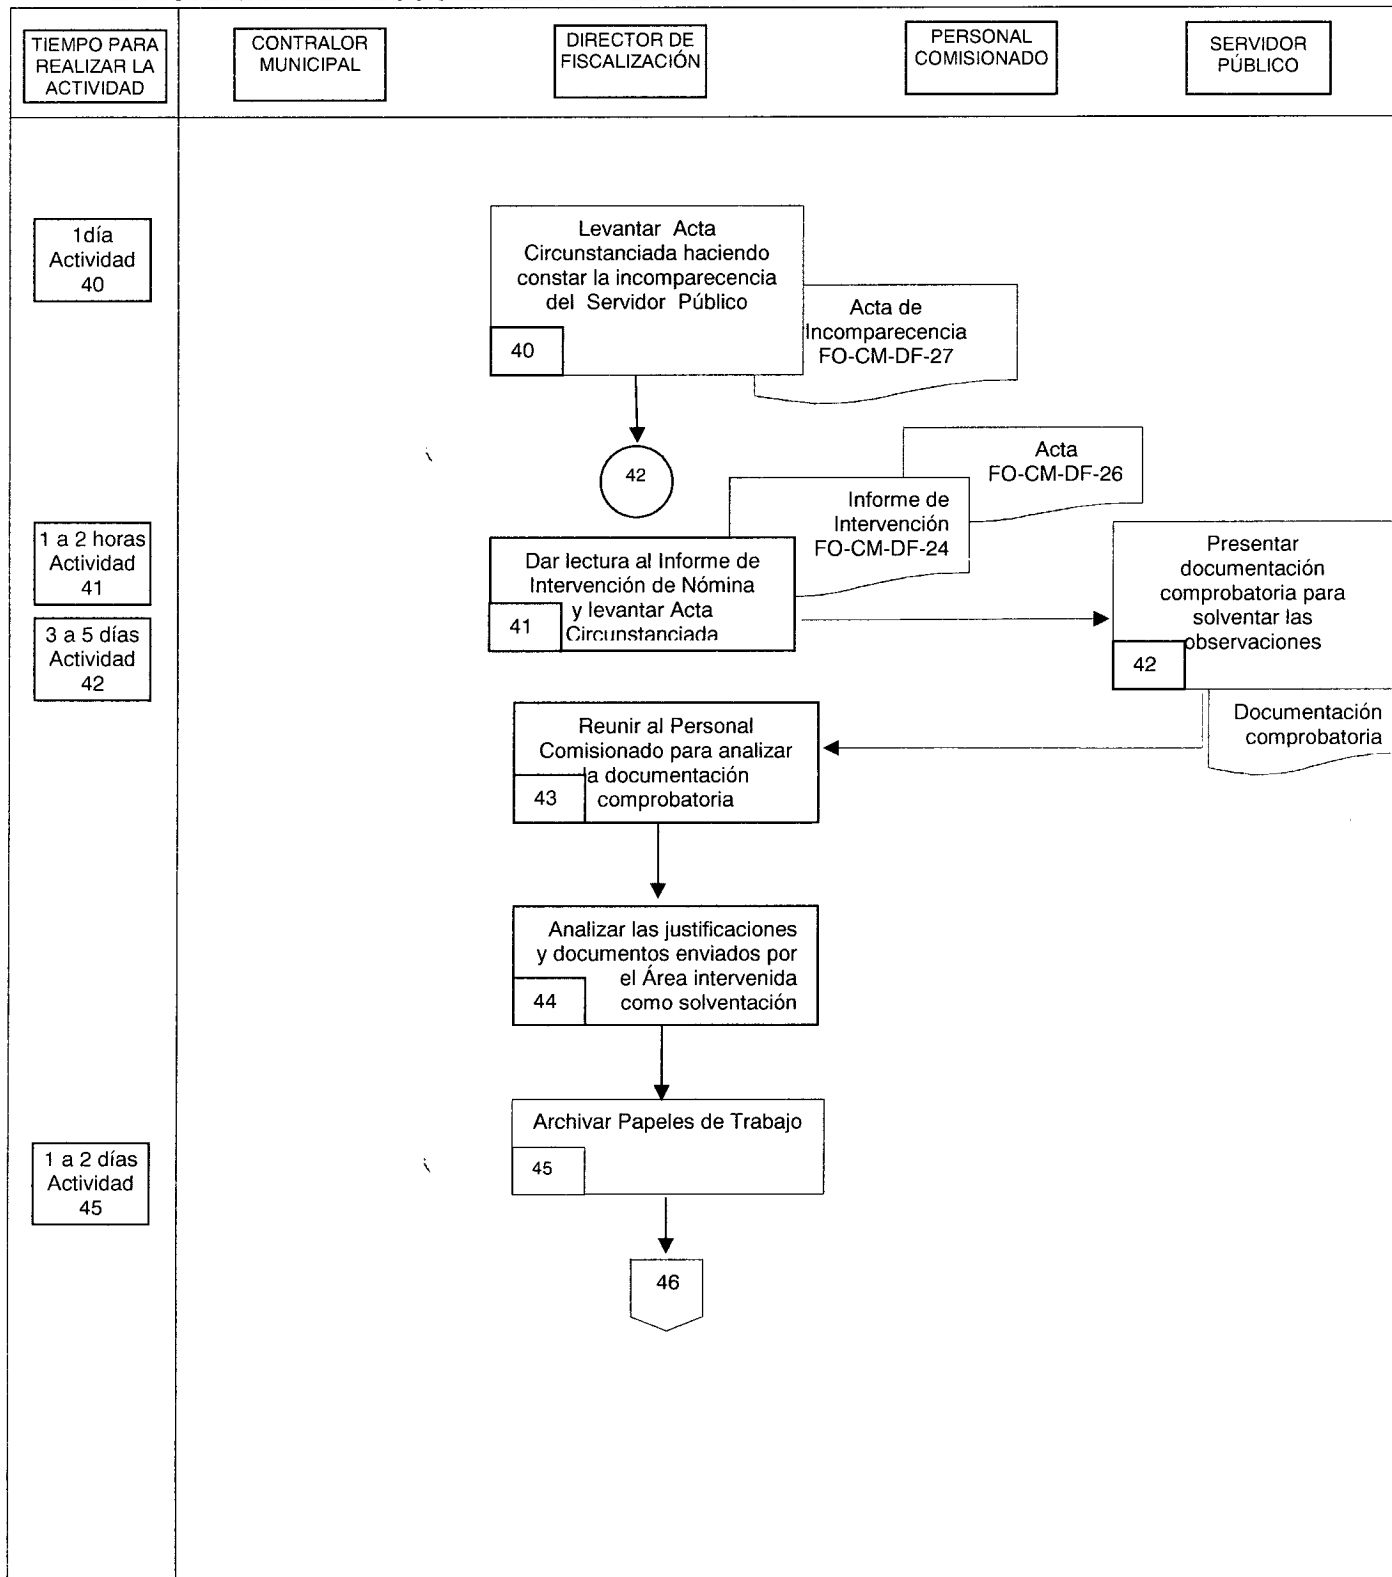 TIEMPO PARA
REALIZAR LA
ACTIVIDAD
CONTRALOR
MUNICIPAL
DIRECTOR DE
FISCALIZACIÓN
PERSONAL
COMISIONADO
SERVIDOR
PÚBLICO
1día
Actividad
40
Levantar Acta
Circunstanciada haciendo
constar la incomparecencia
del Servidor Público
40
Acta de
Incomparecencia
FO-CM-DF-27
42
Acta
FO-CM-DF-26
Informe de
Intervención
FO-CM-DF-24
1 a 2 horas
Actividad
41
Dar lectura al Informe de
Intervención de Nómina
y levantar Acta
Circunstanciada
41
Presentar
documentación
comprobatoria para
solventar las
observaciones
42
3 a 5 días
Actividad
42
Documentación
comprobatoria
Reunir al Personal
Comisionado para analizar
la documentación
comprobatoria
43
Analizar las justificaciones
y documentos enviados por
el Área intervenida
como solventación
44
Archivar Papeles de Trabajo
45
1 a 2 días
Actividad
45
46